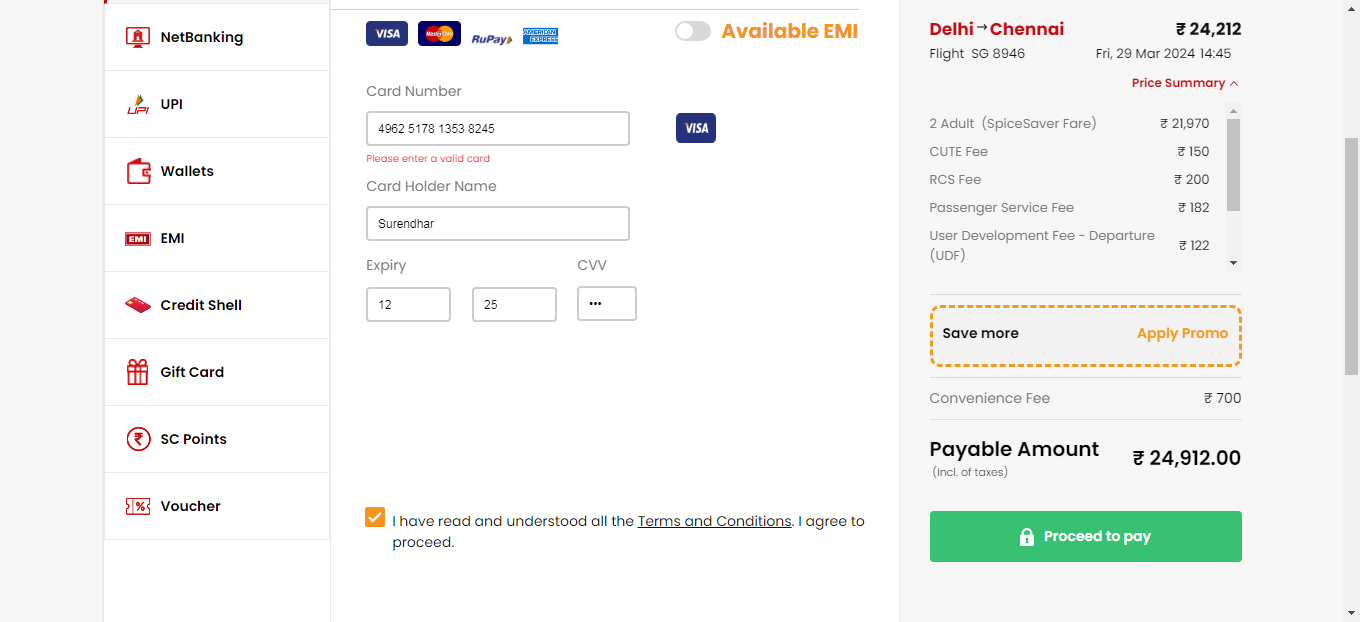 NetBanking
UPI
Wallets
EMI
EMI
Credit Shell
Gift Card
SC Points
Voucher
VISA MasterCard RuPay AMERICAN EXPRESS
Available EMI
Card Number
4962 5178 1353 8245
VISA
Please enter a valid card
Card Holder Name
Surendhar
Expiry CVV
12 25 •••
I have read and understood all the Terms and Conditions. I agree to
proceed.
Delhi → Chennai ₹ 24,212
Flight SG 8946 Fri, 29 Mar 2024 14:45
Price Summary
2 Adult (SpiceSaver Fare) ₹ 21,970
CUTE Fee ₹ 150
RCS Fee ₹ 200
Passenger Service Fee ₹ 182
User Development Fee - Departure
(UDF) ₹ 122
Save more Apply Promo
Convenience Fee ₹ 700
Payable Amount ₹ 24,912.00
(Incl. of taxes)
Proceed to pay